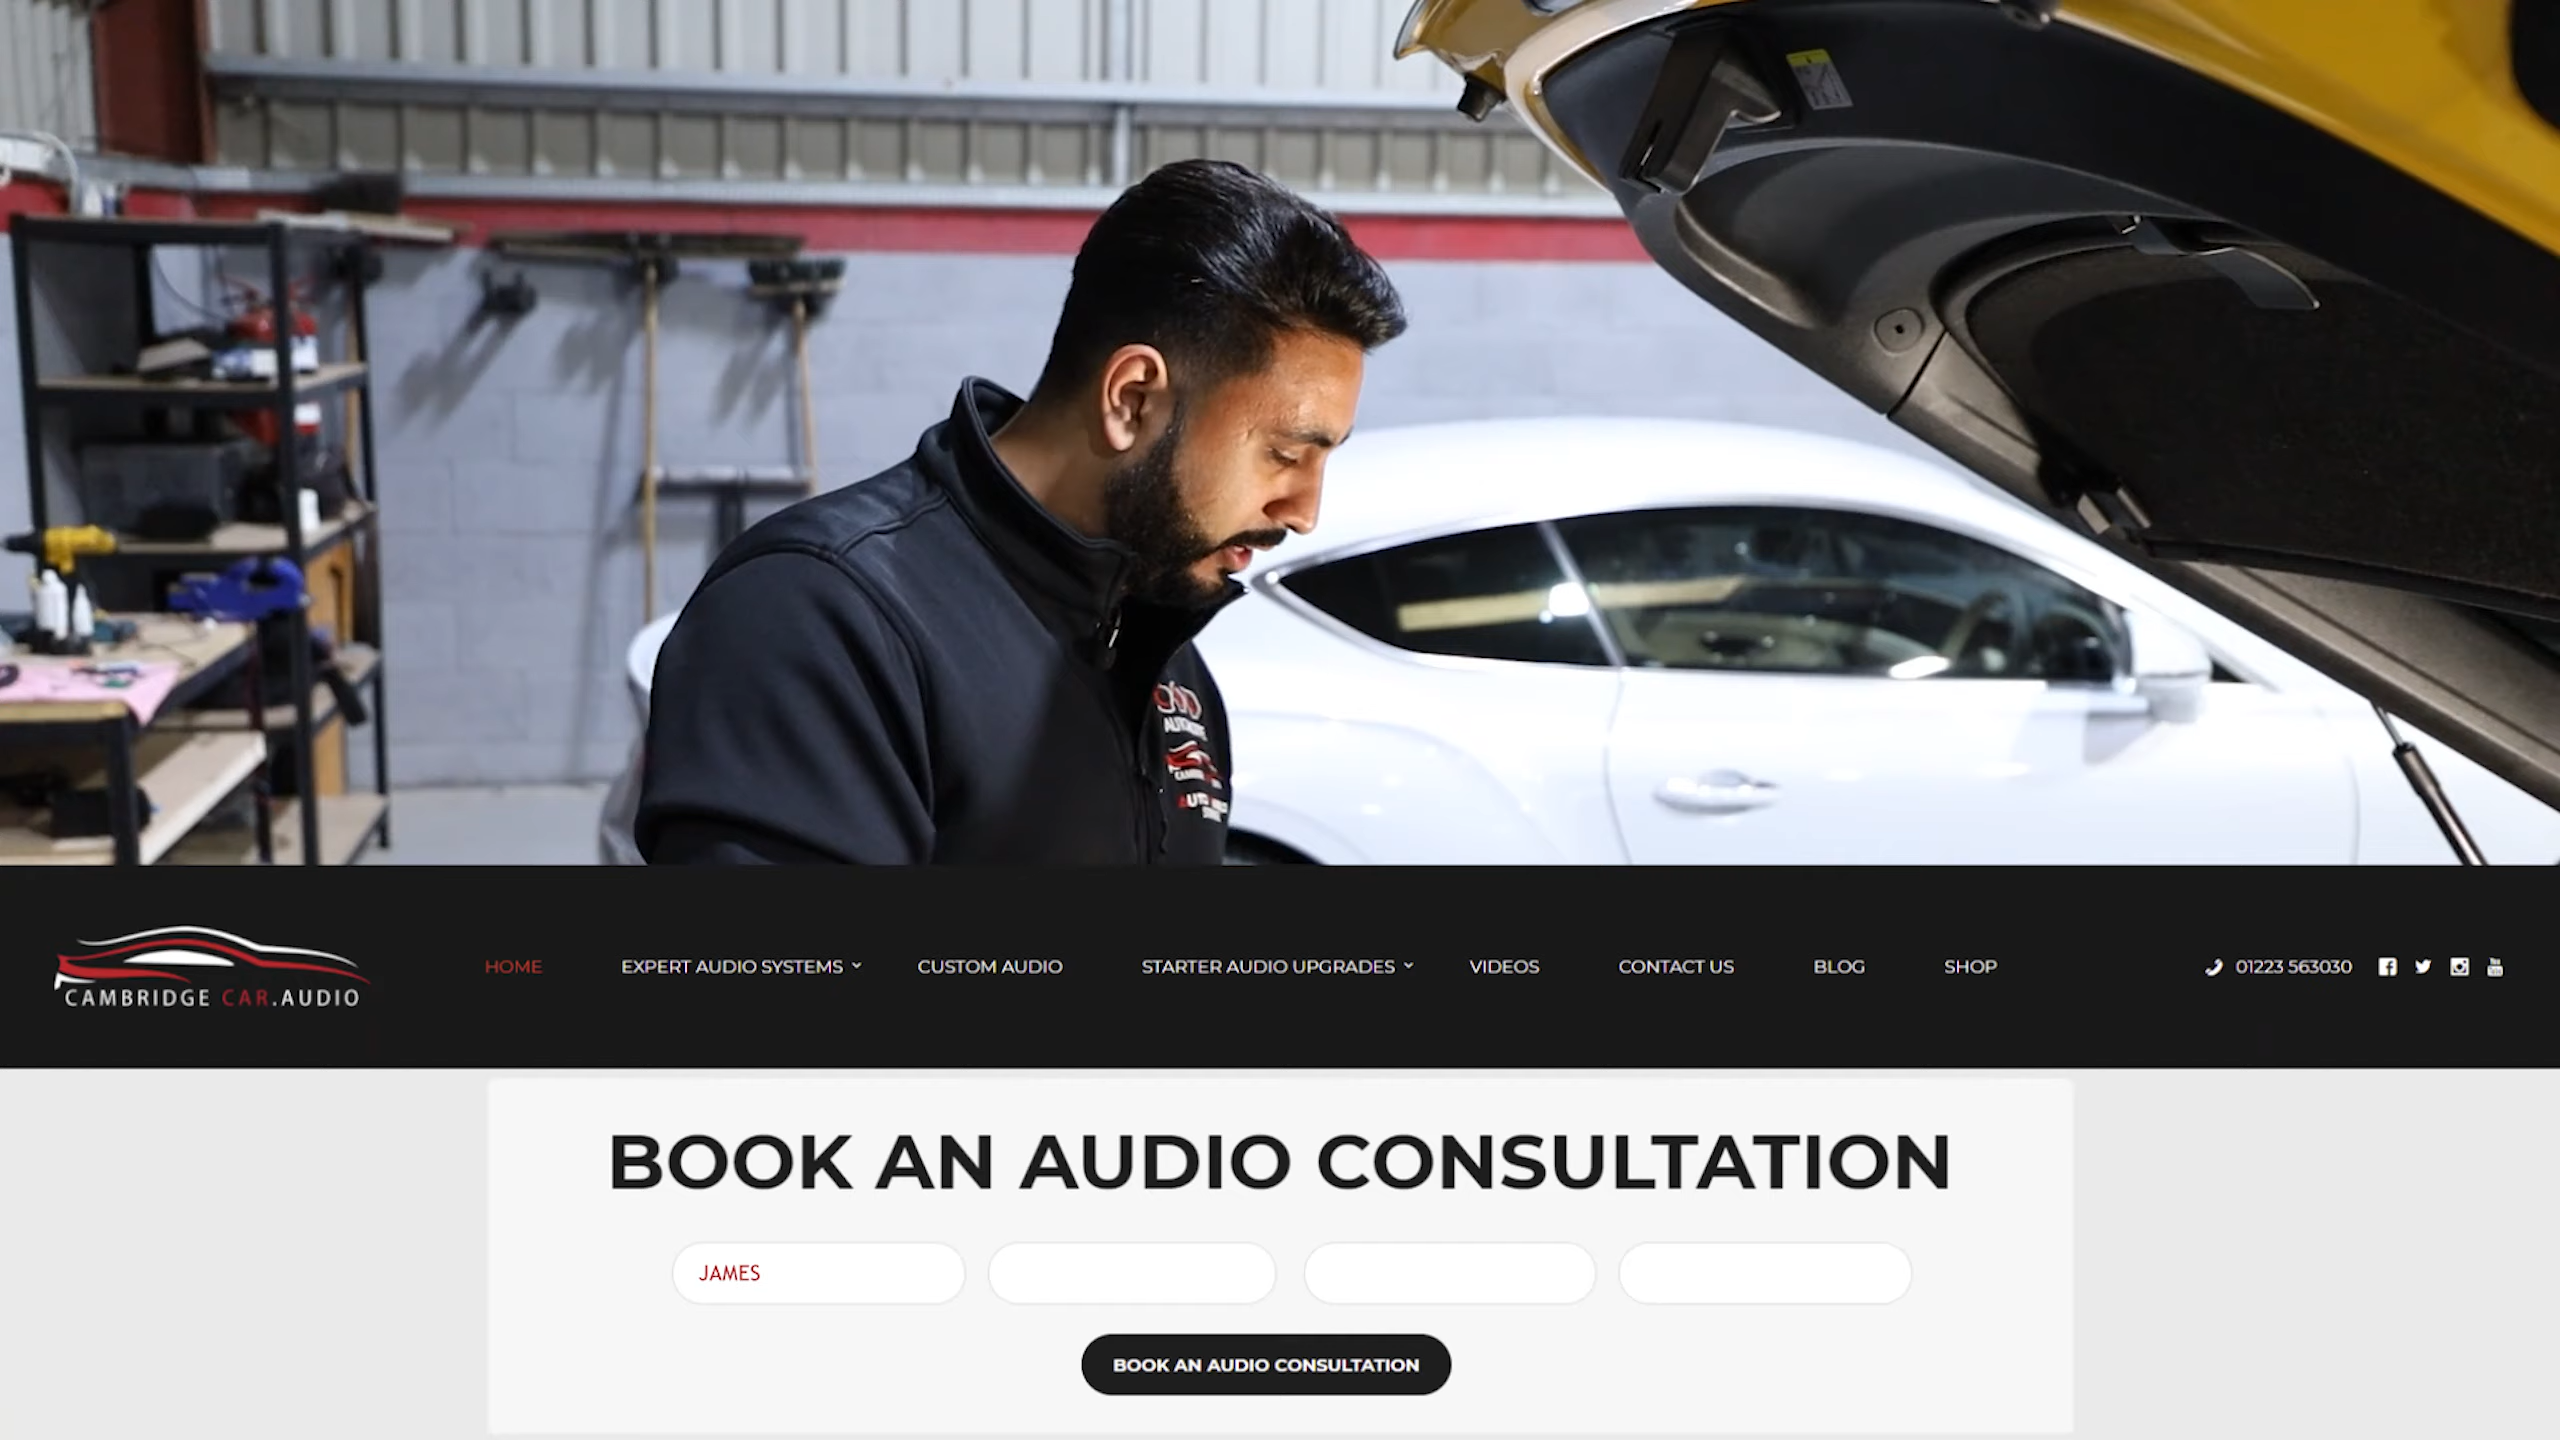 CAMBRIDGE CAR.AUDIO
HOME
EXPERT AUDIO SYSTEMS
CUSTOM AUDIO
STARTER AUDIO UPGRADES
VIDEOS
CONTACT US
BLOG
SHOP
01223 563030
BOOK AN AUDIO CONSULTATION
JAMES
BOOK AN AUDIO CONSULTATION